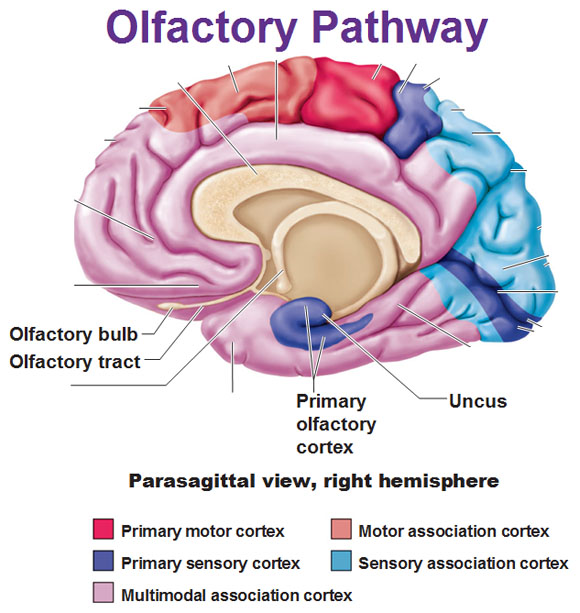 Olfactory Pathway
Olfactory bulb
Olfactory tract
Primary
olfactory
cortex
Uncus
Parasagittal view, right hemisphere
Primary motor cortex
Motor association cortex
Primary sensory cortex
Sensory association cortex
Multimodal association cortex